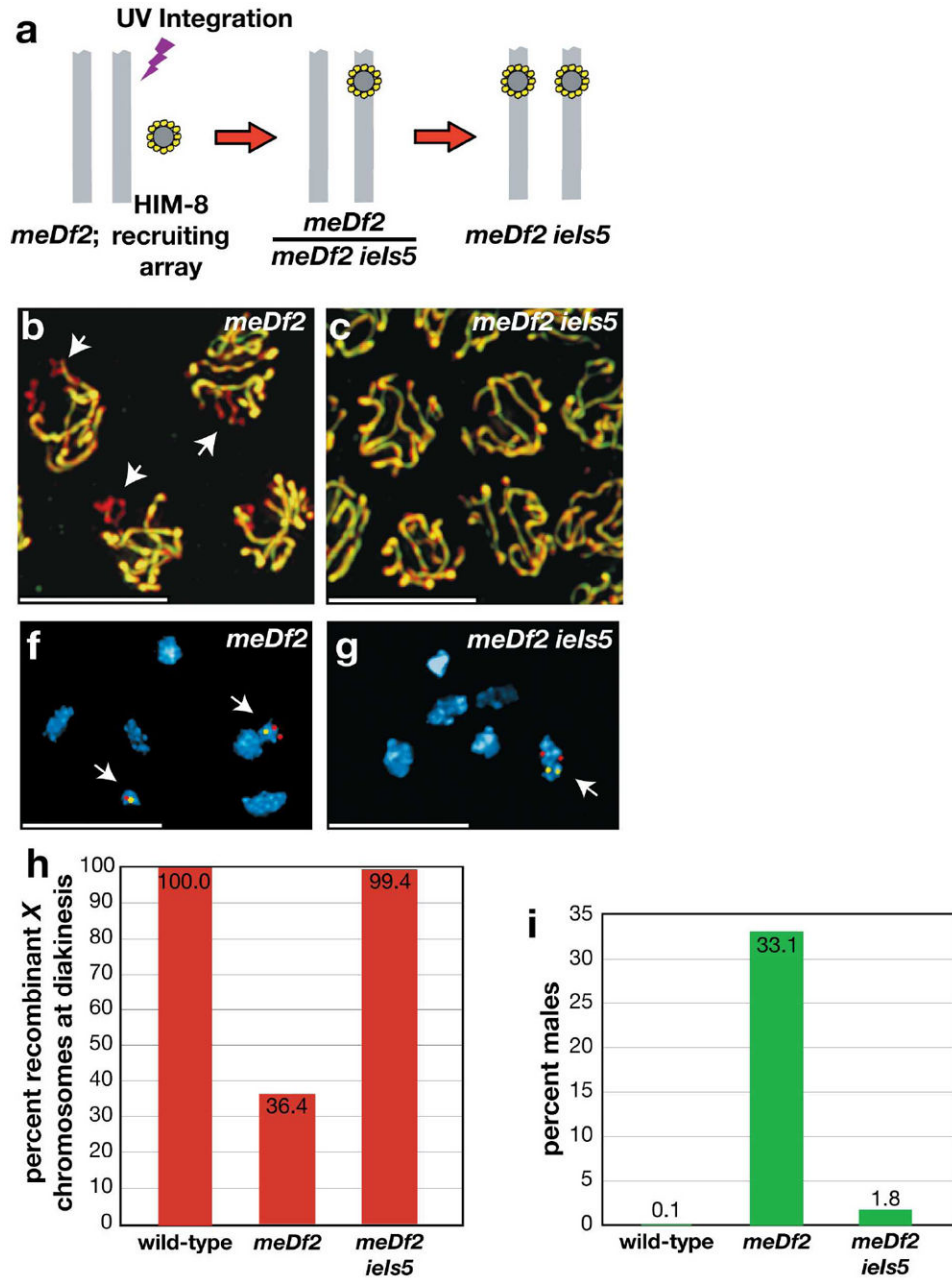 a
UV Integration
meDf2;
HIM-8
recruiting
array
meDf2
meDf2 ieIs5
meDf2 ieIs5
b
meDf2
c
meDf2 ieIs5
f
meDf2
g
meDf2 ieIs5
h
percent recombinant X
chromosomes at diakinesis
100
90
80
70
60
50
40
30
20
10
0
100.0
36.4
99.4
wild-type
meDf2
meDf2
ieIs5
i
percent males
35
30
25
20
15
10
5
0
0.1
33.1
1.8
wild-type
meDf2
meDf2
ieIs5